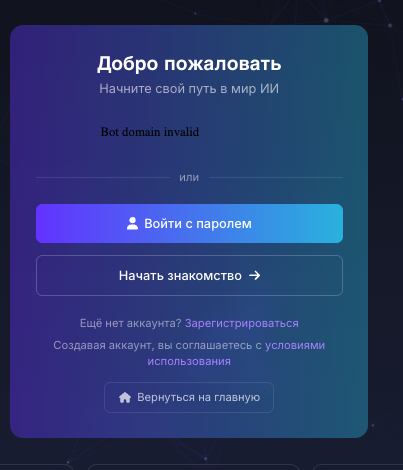 Добро пожаловать
Начните свой путь в мир ИИ
Bot domain invalid
или
Войти с паролем
Начать знакомство →
Ещё нет аккаунта? Зарегистрироваться
Создавая аккаунт, вы соглашаетесь с условиями
использования
Вернуться на главную